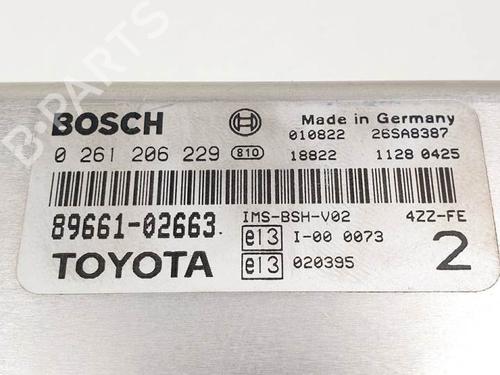 B-PARTS
BOSCH
Made in Germany
010822 26SA8387
0 261 206 229 810 18822 1128 0425
IMS-BSH-V02 4ZZ-FE
89661-02663.
e13 I-00 0073
TOYOTA e13 020395 2